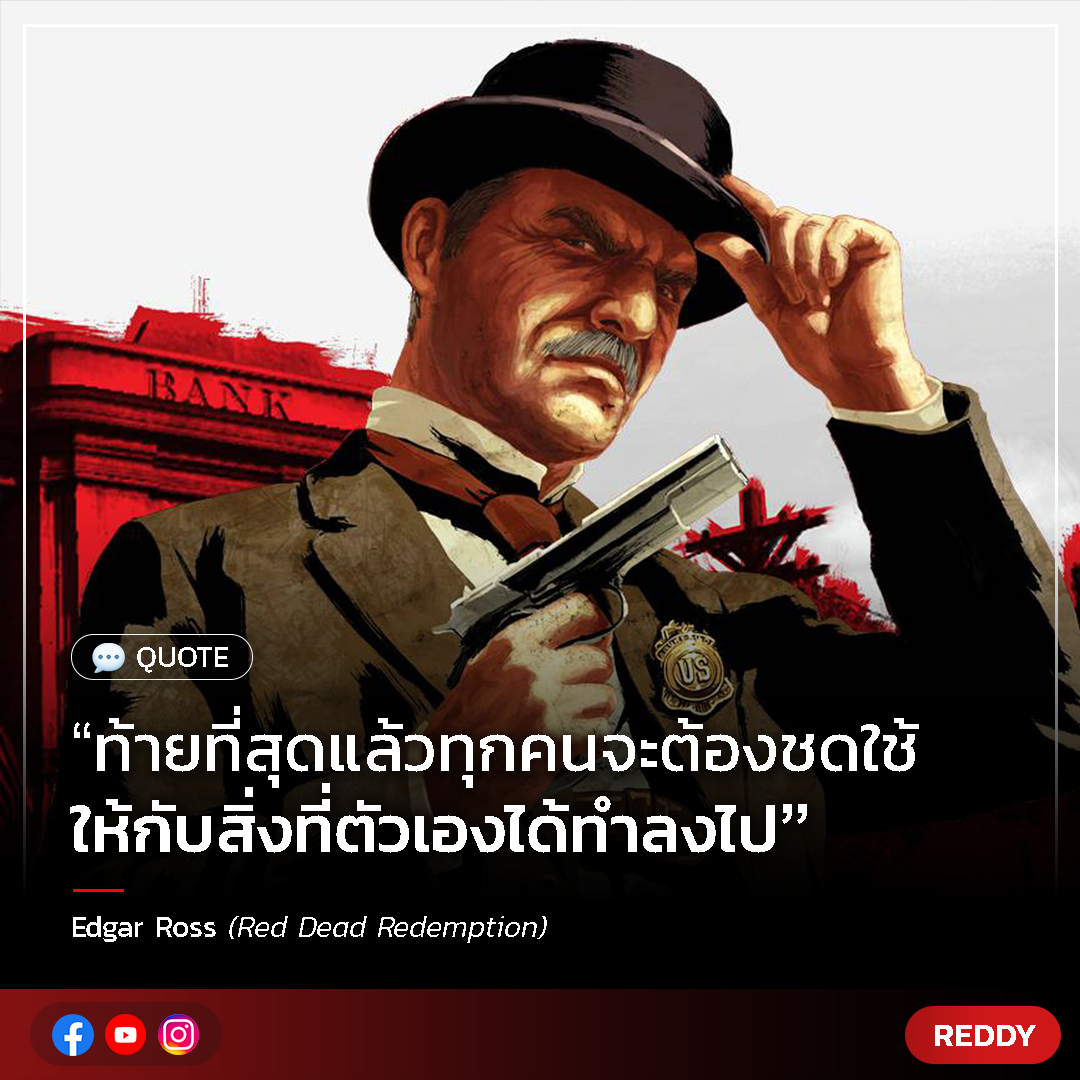 BANK
US
QUOTE
“ท้ายที่สุดแล้วทุกคนจะต้องชดใช้
ให้กับสิ่งที่ตัวเองได้ทำลงไป”
Edgar Ross (Red Dead Redemption)
REDDY